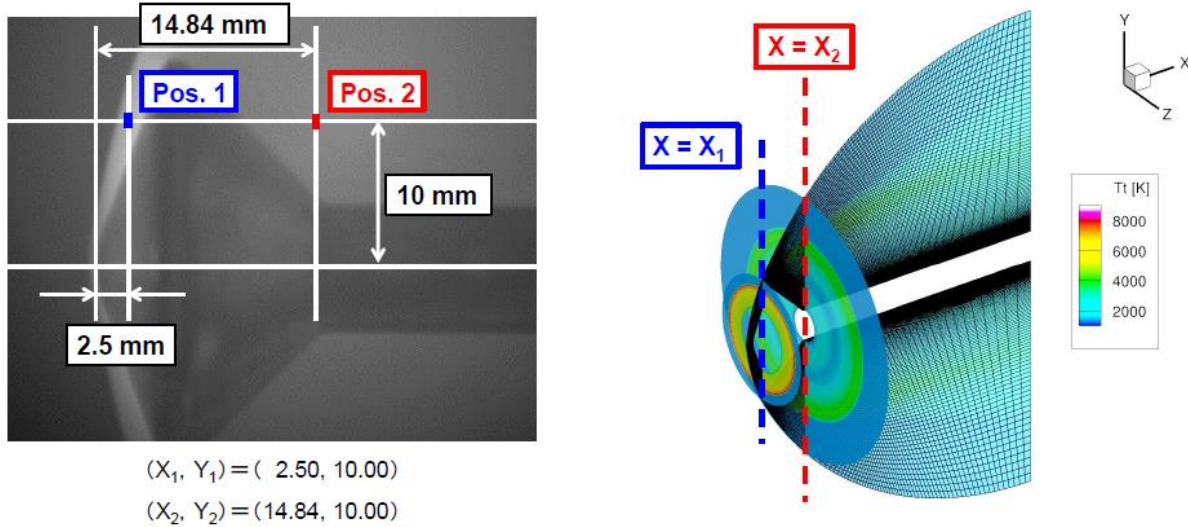 14.84 mm
Pos. 1
Pos. 2
10 mm
2.5 mm
(X₁, Y₁)=( 2.50, 10.00)
(X₂, Y₂)=(14.84, 10.00)
X = X₂
X = X₁
Y
X
Z
Tt [K]
8000
6000
4000
2000